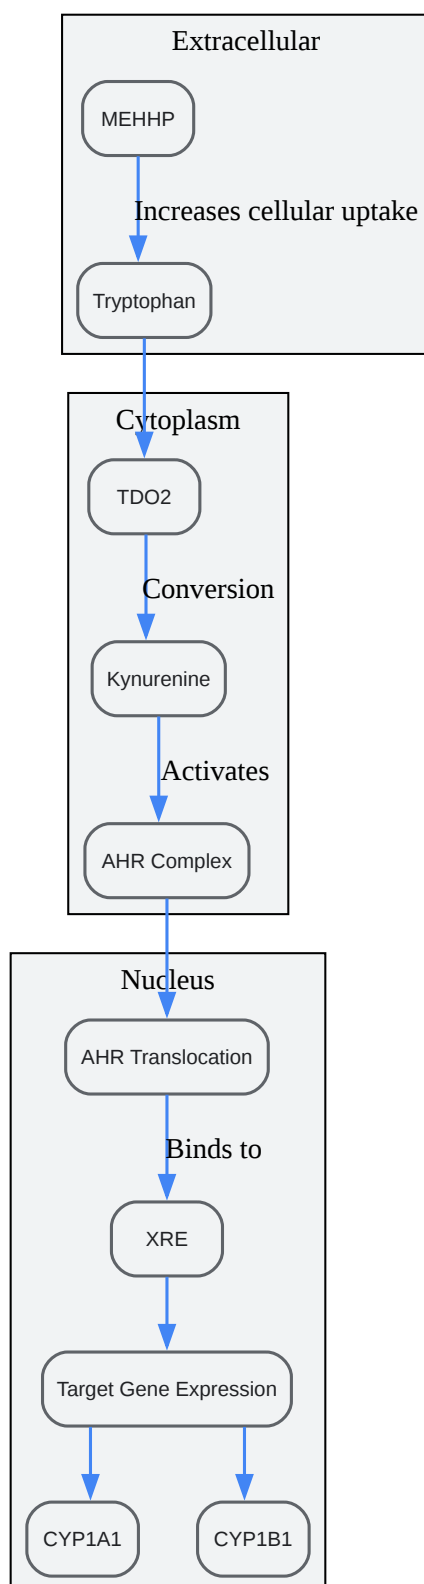 Extracellular
MEHHP
Increases cellular uptake
Tryptophan
Cytoplasm
TDO2
Conversion
Kynurenine
Activates
AHR Complex
Nucleus
AHR Translocation
Binds to
XRE
Target Gene Expression
CYP1A1
CYP1B1